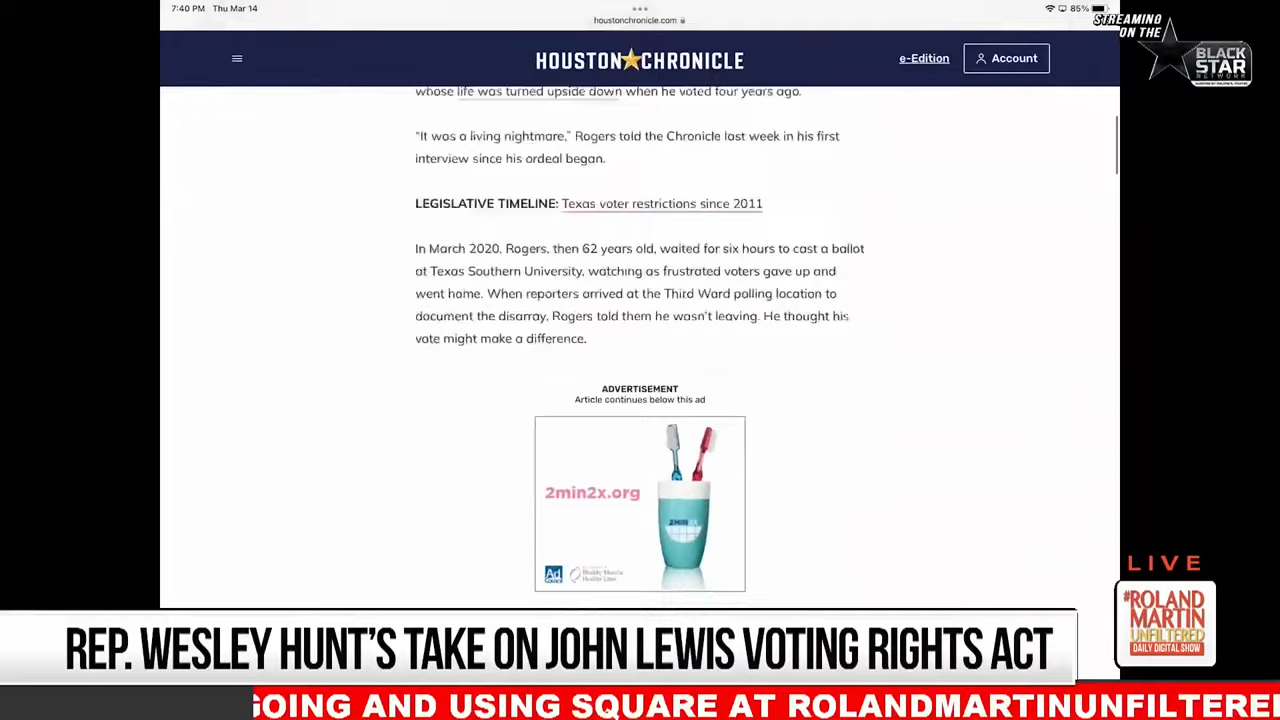 7:40 PM Thu Mar 14
houstonchronicle.com
85%
STREAMING
ON THE
BLACK
STAR
NETWORK
HOUSTON CHRONICLE
e-Edition
Account
whose life was turned upside down when he voted four years ago.
“It was a living nightmare,” Rogers told the Chronicle last week in his first
interview since his ordeal began.
LEGISLATIVE TIMELINE: Texas voter restrictions since 2011
In March 2020, Rogers, then 62 years old, waited for six hours to cast a ballot
at Texas Southern University, watching as frustrated voters gave up and
went home. When reporters arrived at the Third Ward polling location to
document the disarray, Rogers told them he wasn’t leaving. He thought his
vote might make a difference.
ADVERTISEMENT
Article continues below this ad
2min2x.org
Ad
LIVE
#ROLAND
MARTIN
UNFILTERED
DAILY DIGITAL SHOW
REP. WESLEY HUNT’S TAKE ON JOHN LEWIS VOTING RIGHTS ACT
GOING AND USING SQUARE AT ROLANDMARTINUNFILTERE